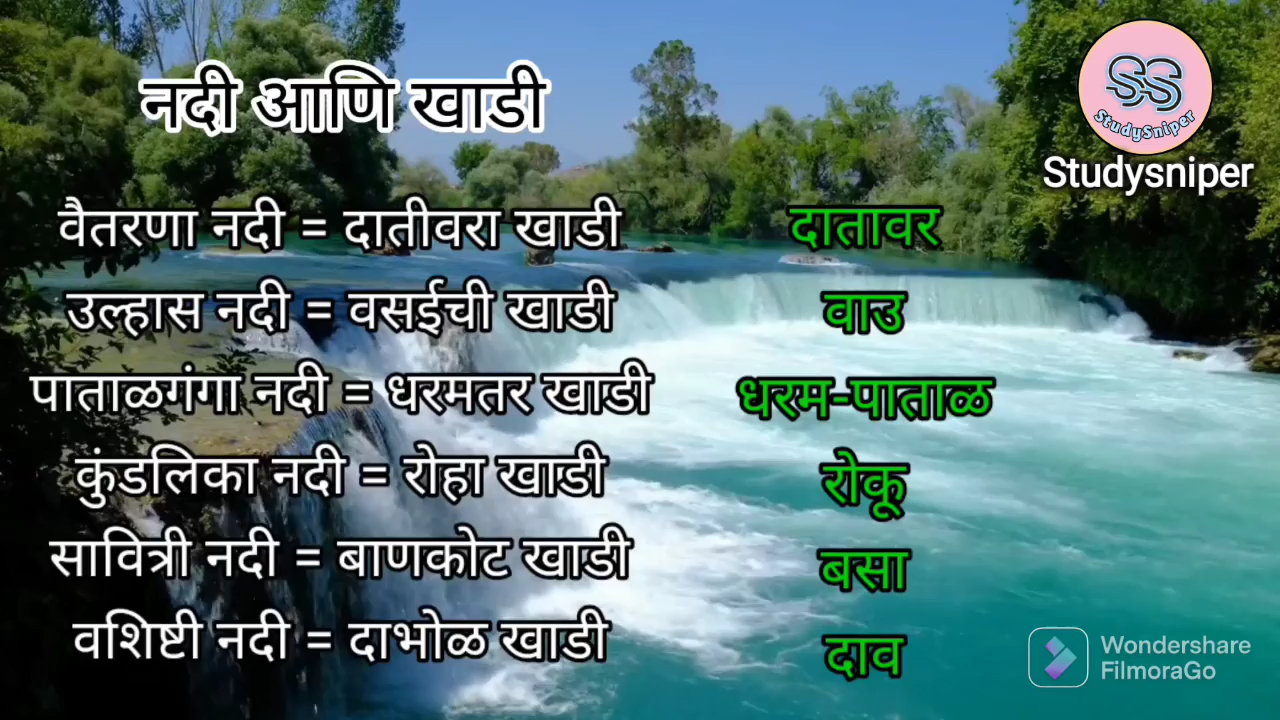 नदी आणि खाडी
SS
StudySniper
Studysniper
वैतरणा नदी = दातीवरा खाडी दातावर
उल्हास नदी = वसईची खाडी वाउ
पाताळगंगा नदी = धरमतर खाडी धरम-पाताळ
कुंडलिका नदी = रोहा खाडी रोकू
सावित्री नदी = बाणकोट खाडी बसा
वशिष्टी नदी = दाभोळ खाडी दाव
Wondershare
FilmoraGo